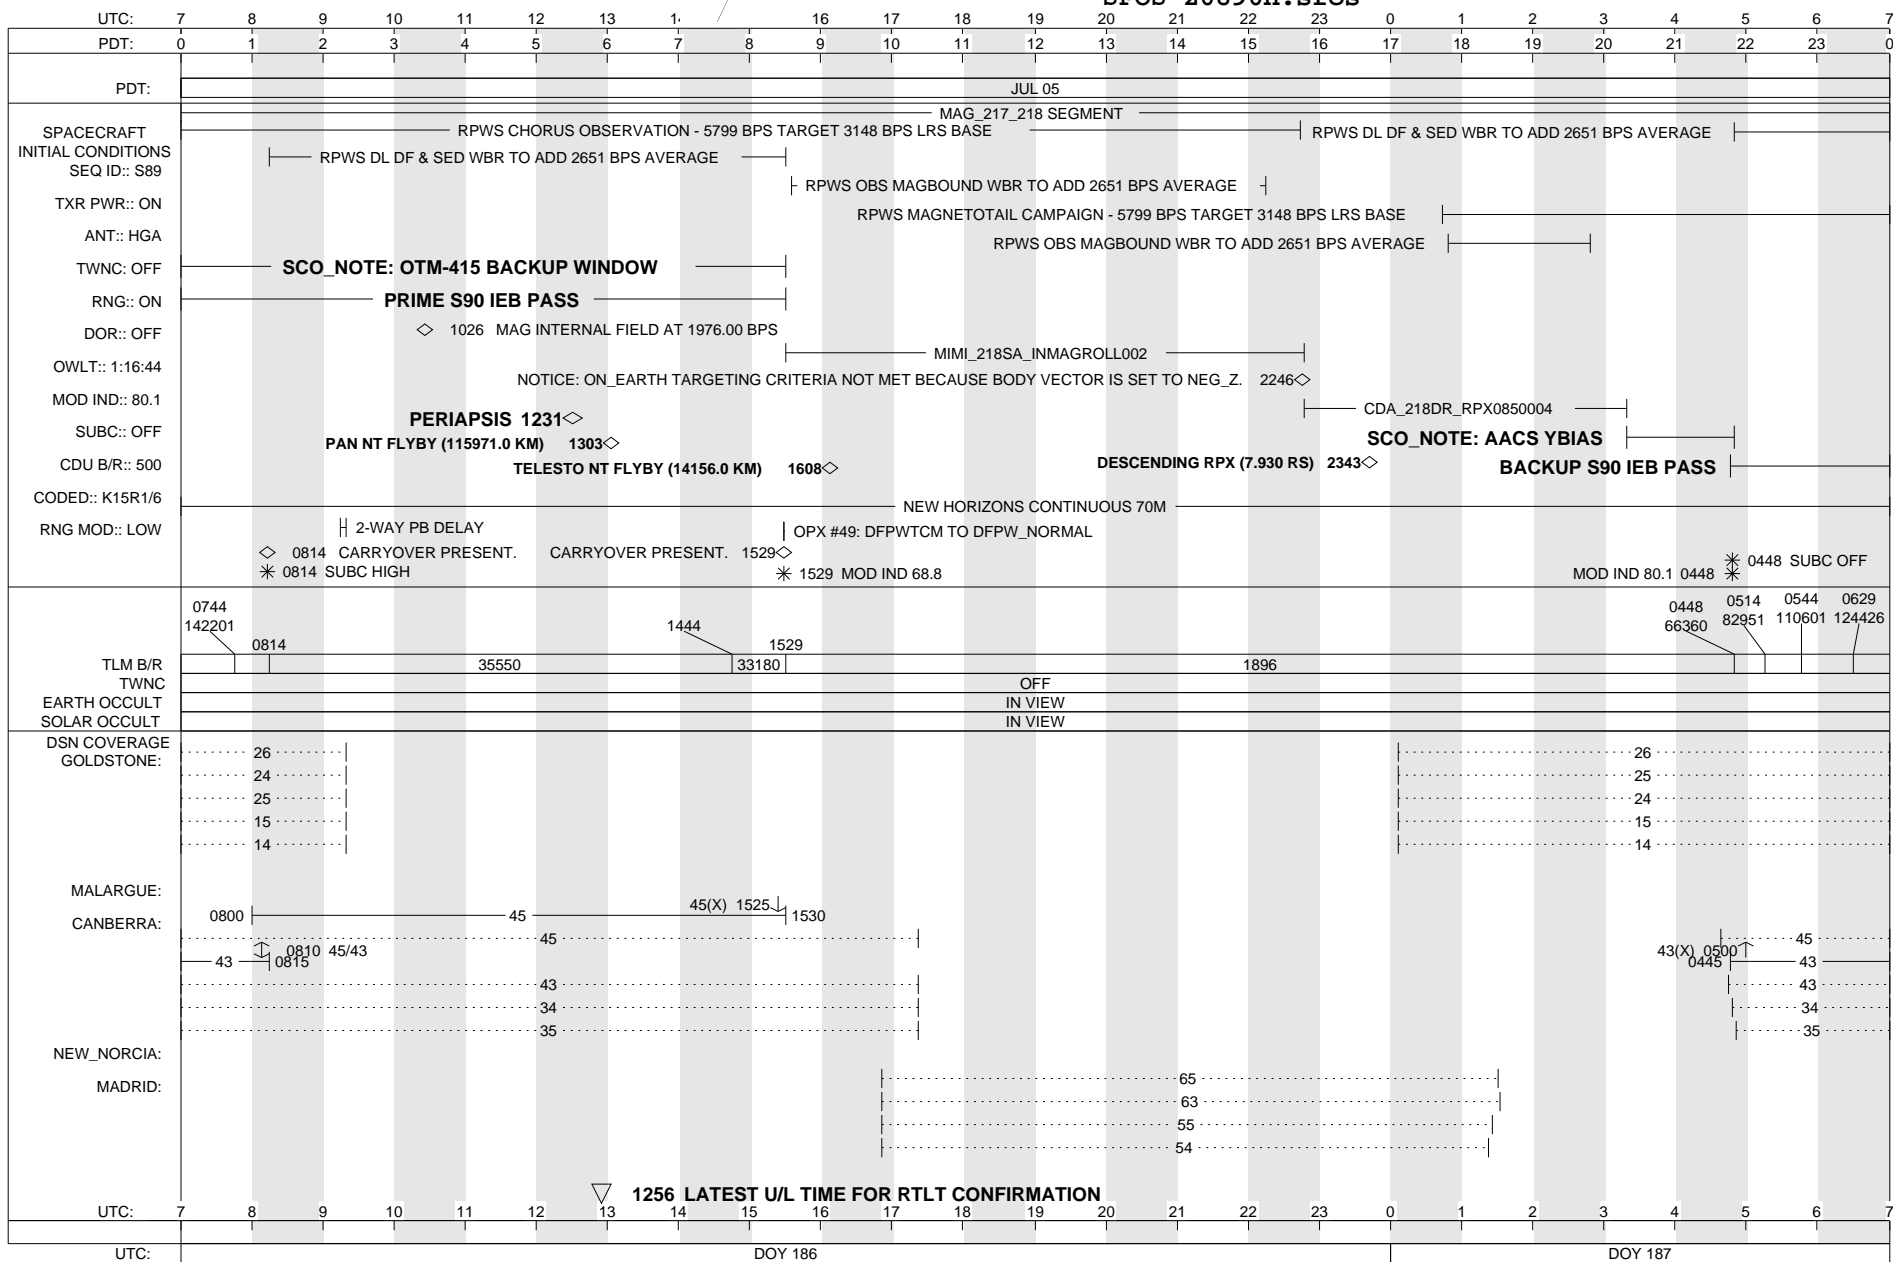 UTC: 7 8 9 10 11 12 13 16 17 18 19 20 21 22 23 0 1 2 3 4 5 6 7
PDT: 0 1 2 3 4 5 6 7 8 9 10 11 12 13 14 15 16 17 18 19 20 21 22 23 0
PDT: JUL 05
MAG_217_218 SEGMENT
SPACECRAFT
INITIAL CONDITIONS
RPWS CHORUS OBSERVATION - 5799 BPS TARGET 3148 BPS LRS BASE
RPWS DL DF & SED WBR TO ADD 2651 BPS AVERAGE
RPWS DL DF & SED WBR TO ADD 2651 BPS AVERAGE
SEQ ID:: S89
RPWS OBS MAGBOUND WBR TO ADD 2651 BPS AVERAGE
TXR PWR:: ON
RPWS MAGNETOTAIL CAMPAIGN - 5799 BPS TARGET 3148 BPS LRS BASE
ANT:: HGA
RPWS OBS MAGBOUND WBR TO ADD 2651 BPS AVERAGE
TWNC: OFF
SCO_NOTE: OTM-415 BACKUP WINDOW
RNG:: ON
PRIME S90 IEB PASS
DOR:: OFF
1026 MAG INTERNAL FIELD AT 1976.00 BPS
MIMI_218SA_INMAGROLL002
OWLT:: 1:16:44
NOTICE: ON_EARTH TARGETING CRITERIA NOT MET BECAUSE BODY VECTOR IS SET TO NEG_Z. 2246
MOD IND:: 80.1
CDA_218DR_RPX0850004
PERIAPSIS 1231
SUBC:: OFF
SCO_NOTE: AACS YBIAS
PAN NT FLYBY (115971.0 KM) 1303
CDU B/R:: 500
TELESTO NT FLYBY (14156.0 KM) 1608
DESCENDING RPX (7.930 RS) 2343
BACKUP S90 IEB PASS
CODED:: K15R1/6
NEW HORIZONS CONTINUOUS 70M
RNG MOD:: LOW
2-WAY PB DELAY
OPX #49: DFPWTCM TO DFPW_NORMAL
0814 CARRYOVER PRESENT.
CARRYOVER PRESENT. 1529
0448 SUBC OFF
0814 SUBC HIGH
1529 MOD IND 68.8
MOD IND 80.1 0448
0744 0448 0514 0544 0629
142201 1444 66360 82951 110601 124426
0814 1529
TLM B/R 35550 33180 1896
TWNC OFF
EARTH OCCULT IN VIEW
SOLAR OCCULT IN VIEW
DSN COVERAGE
GOLDSTONE:
26 26
24 25
25 24
15 15
14 14
MALARGUE:
45(X) 1525
CANBERRA: 0800 45 1530
45 45
0810 45/43
43(X) 0500
43 0815
0445 43
43 43
34 34
35 35
NEW_NORCIA:
MADRID:
65
63
55
54
1256 LATEST U/L TIME FOR RTLT CONFIRMATION
UTC: 7 8 9 10 11 12 13 14 15 16 17 18 19 20 21 22 23 0 1 2 3 4 5 6 7
UTC: DOY 186 DOY 187